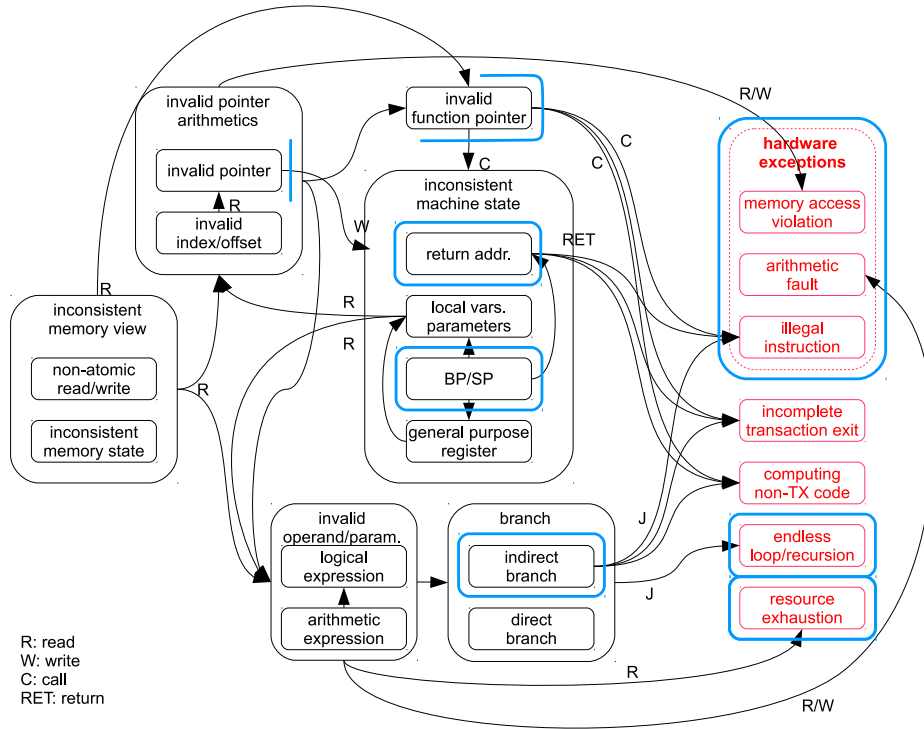 invalid pointer
arithmetics
invalid pointer
R
invalid
index/offset
invalid
function pointer
C
R/W
C
C
hardware
exceptions
memory access
violation
arithmetic
fault
illegal
instruction
inconsistent
machine state
W
return addr.
RET
local vars.
parameters
R
R
BP/SP
general purpose
register
R
inconsistent
memory view
non-atomic
read/write
inconsistent
memory state
R
incomplete
transaction exit
computing
non-TX code
invalid
operand/param.
logical
expression
arithmetic
expression
branch
indirect
branch
direct
branch
J
J
endless
loop/recursion
resource
exhaustion
R
R/W
R: read
W: write
C: call
RET: return